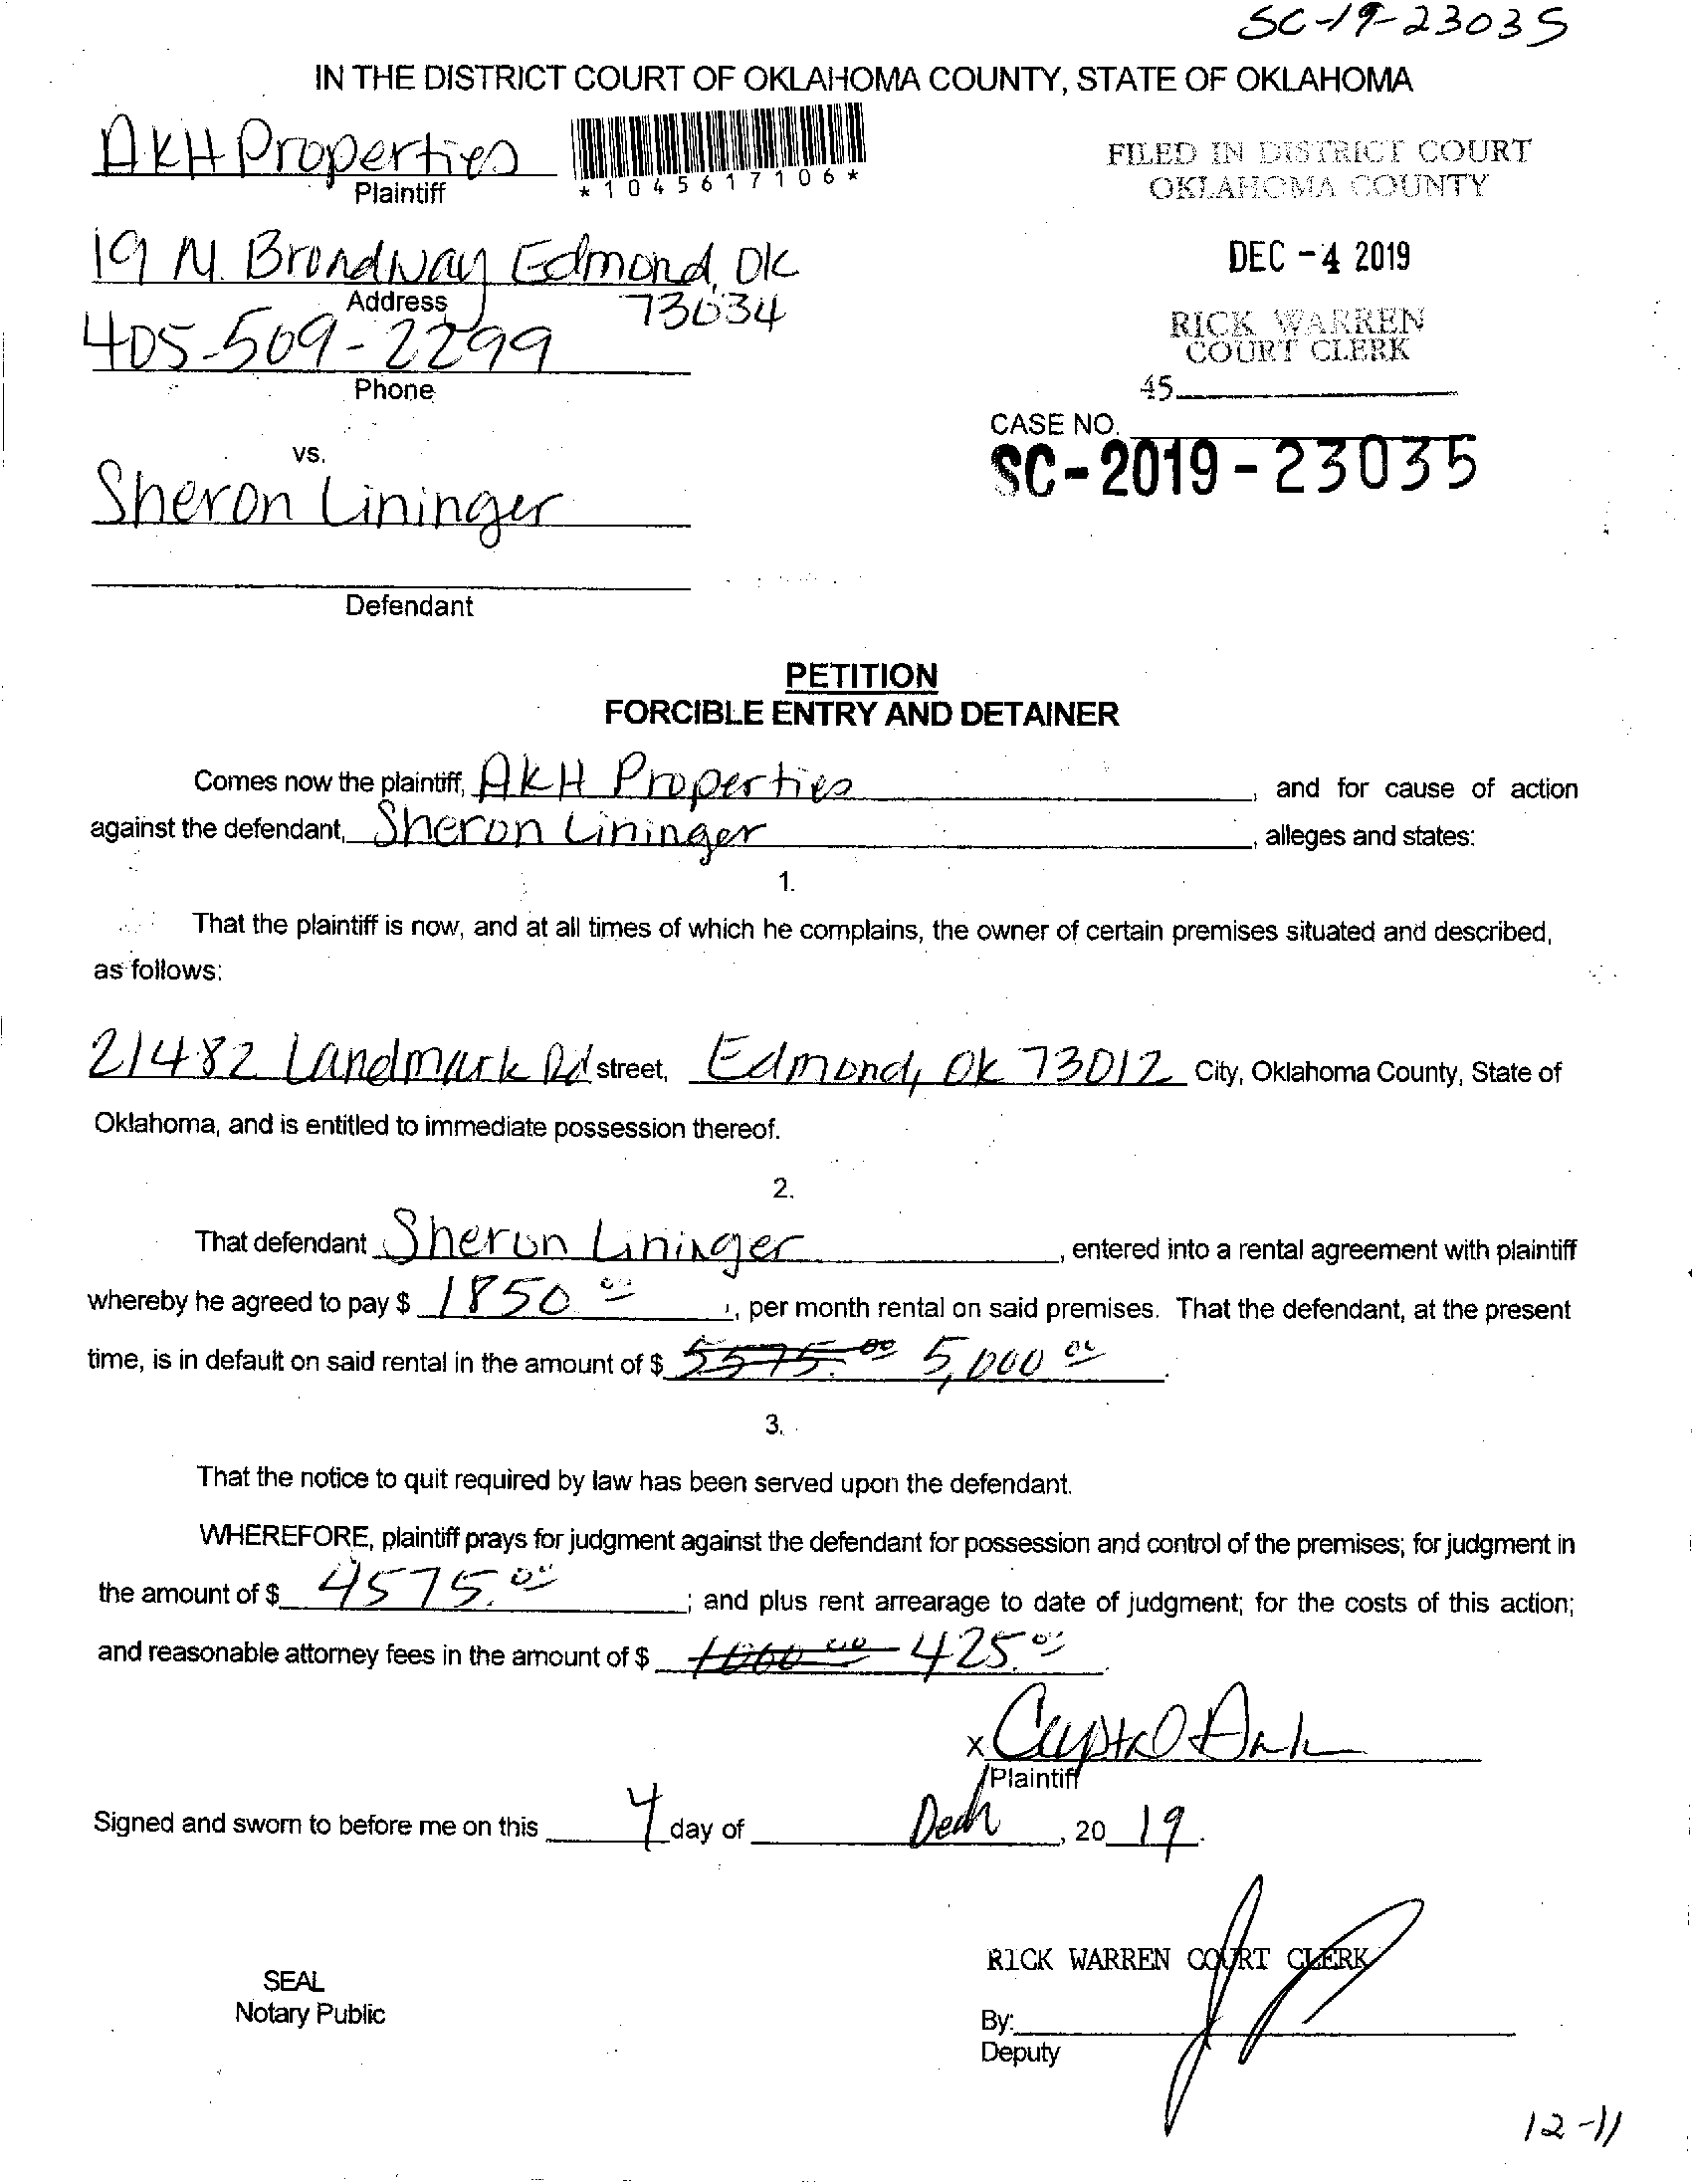 SC-19-23035
IN THE DISTRICT COURT OF OKLAHOMA COUNTY, STATE OF OKLAHOMA
AKH Properties
Plaintiff
*1045617106*
FILED IN DISTRICT COURT
OKLAHOMA COUNTY
19 N. Broadway Edmond, OK
73034
Address
DEC -4 2019
405-509-2299
Phone
RICK WARREN
COURT CLERK
45
CASE NO.
SC-2019-23035
vs.
Sheron Lininger
Defendant
PETITION
FORCIBLE ENTRY AND DETAINER
Comes now the plaintiff, AKH Properties, and for cause of action
against the defendant, Sheron Lininger, alleges and states:
1.
That the plaintiff is now, and at all times of which he complains, the owner of certain premises situated and described,
as follows:
21482 Landmark Rd street, Edmond, OK 73012 City, Oklahoma County, State of
Oklahoma, and is entitled to immediate possession thereof.
2.
That defendant Sheron Lininger, entered into a rental agreement with plaintiff
whereby he agreed to pay $ 1850.00, per month rental on said premises. That the defendant, at the present
time, is in default on said rental in the amount of $ 5575.00 5,000 00.
3.
That the notice to quit required by law has been served upon the defendant.
WHEREFORE, plaintiff prays for judgment against the defendant for possession and control of the premises; for judgment in
the amount of $ 4575.00; and plus rent arrearage to date of judgment; for the costs of this action;
and reasonable attorney fees in the amount of $ 1000 00 425.00.
x
Plaintiff
Signed and sworn to before me on this 4 day of Dech, 20 19.
RICK WARREN COURT CLERK
SEAL
Notary Public
By:
Deputy
12-11